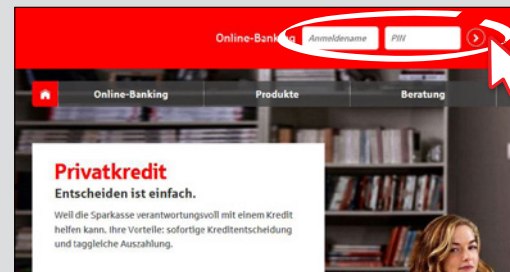 Online-Banking Anmeldename PIN
Online-Banking Produkte Beratung
Privatkredit
Entscheiden ist einfach.
Weil die Sparkasse verantwortungsvoll mit einem Kredit
helfen kann. Ihre Vorteile: sofortige Kreditentscheidung
und taggleiche Auszahlung.